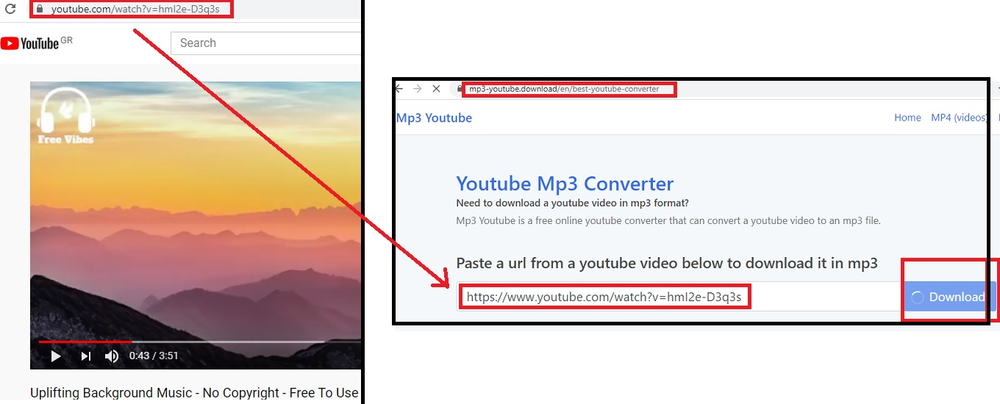 youtube.com/watch?v=hml2e-D3q3s
YouTube GR
Search
Free Vibes
0:43 / 3:51
Uplifting Background Music - No Copyright - Free To Use
mp3-youtube.download/en/best-youtube-converter
Mp3 Youtube
Home MP4 (videos)
Youtube Mp3 Converter
Need to download a youtube video in mp3 format?
Mp3 Youtube is a free online youtube converter that can convert a youtube video to an mp3 file.
Paste a url from a youtube video below to download it in mp3
https://www.youtube.com/watch?v=hml2e-D3q3s
Download